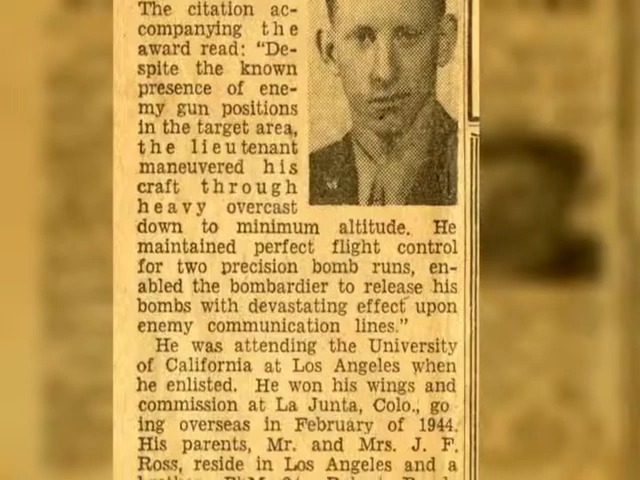 The citation ac-
companying the
award read: "De-
spite the known
presence of ene-
my gun positions
in the target area,
the lieutenant
maneuvered his
craft through
heavy overcast
down to minimum altitude. He
maintained perfect flight control
for two precision bomb runs, en-
abled the bombardier to release his
bombs with devastating effect upon
enemy communication lines."
He was attending the University
of California at Los Angeles when
he enlisted. He won his wings and
commission at La Junta, Colo., go
ing overseas in February of 1944.
His parents, Mr. and Mrs. J. F.
Ross, reside in Los Angeles and a